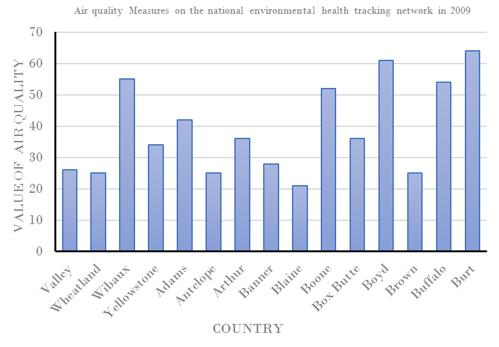 Air quality Measures on the national environmental health tracking network in 2009
VALUE OF AIR QUALITY
70
60
50
40
30
20
10
0
Valley
Wheatland
Wibaux
Yellowstone
Adams
Antelope
Arthur
Banner
Blaine
Boone
Box Butte
Boyd
Brown
Buffalo
Burt
COUNTRY